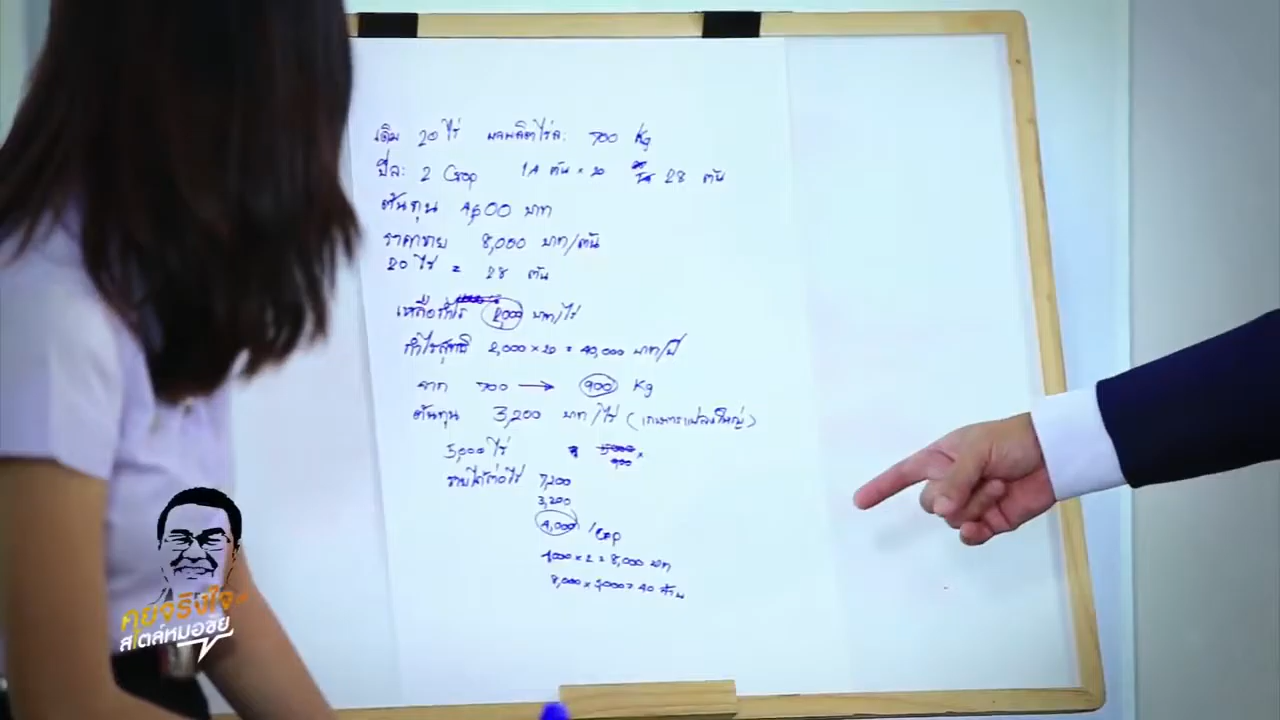 เดิม 20 ไร่ ผลผลิตไร่ละ 700 Kg
ปีละ 2 Crop 1.4 ตัน × 20 28 ตัน
ต้นทุน 4,600 บาท
ราคาขาย 8,000 บาท/ตัน
20 ไร่ = 28 ตัน
เหลือกำไร 2,000 บาท/ไร่
กำไรสุทธิ 2,000 × 20 = 40,000 บาท/ปี
จาก 700 → 900 Kg
ต้นทุน 3,200 บาท/ไร่ (เกษตรแปลงใหญ่)
5,000 ไร่
ขายได้ต่อไร่ 7,200
3,200
4,000 / Crop
4000 × 2 = 8,000 บาท
8,000 × 5000 = 40 ล้าน
คุยจริงใจ
สไตล์หมอชัย